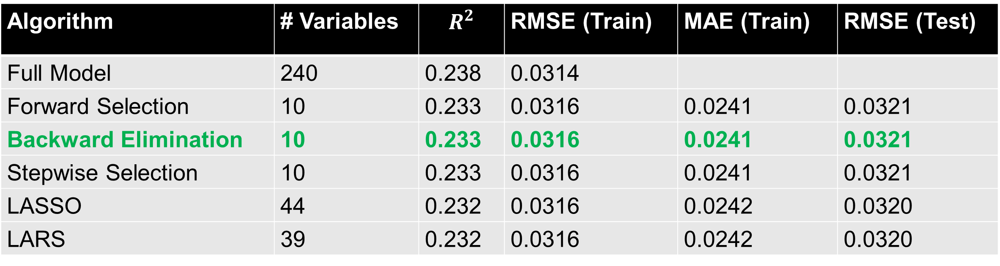 Algorithm # Variables R² RMSE (Train) MAE (Train) RMSE (Test)
Full Model 240 0.238 0.0314
Forward Selection 10 0.233 0.0316 0.0241 0.0321
Backward Elimination 10 0.233 0.0316 0.0241 0.0321
Stepwise Selection 10 0.233 0.0316 0.0241 0.0321
LASSO 44 0.232 0.0316 0.0242 0.0320
LARS 39 0.232 0.0316 0.0242 0.0320